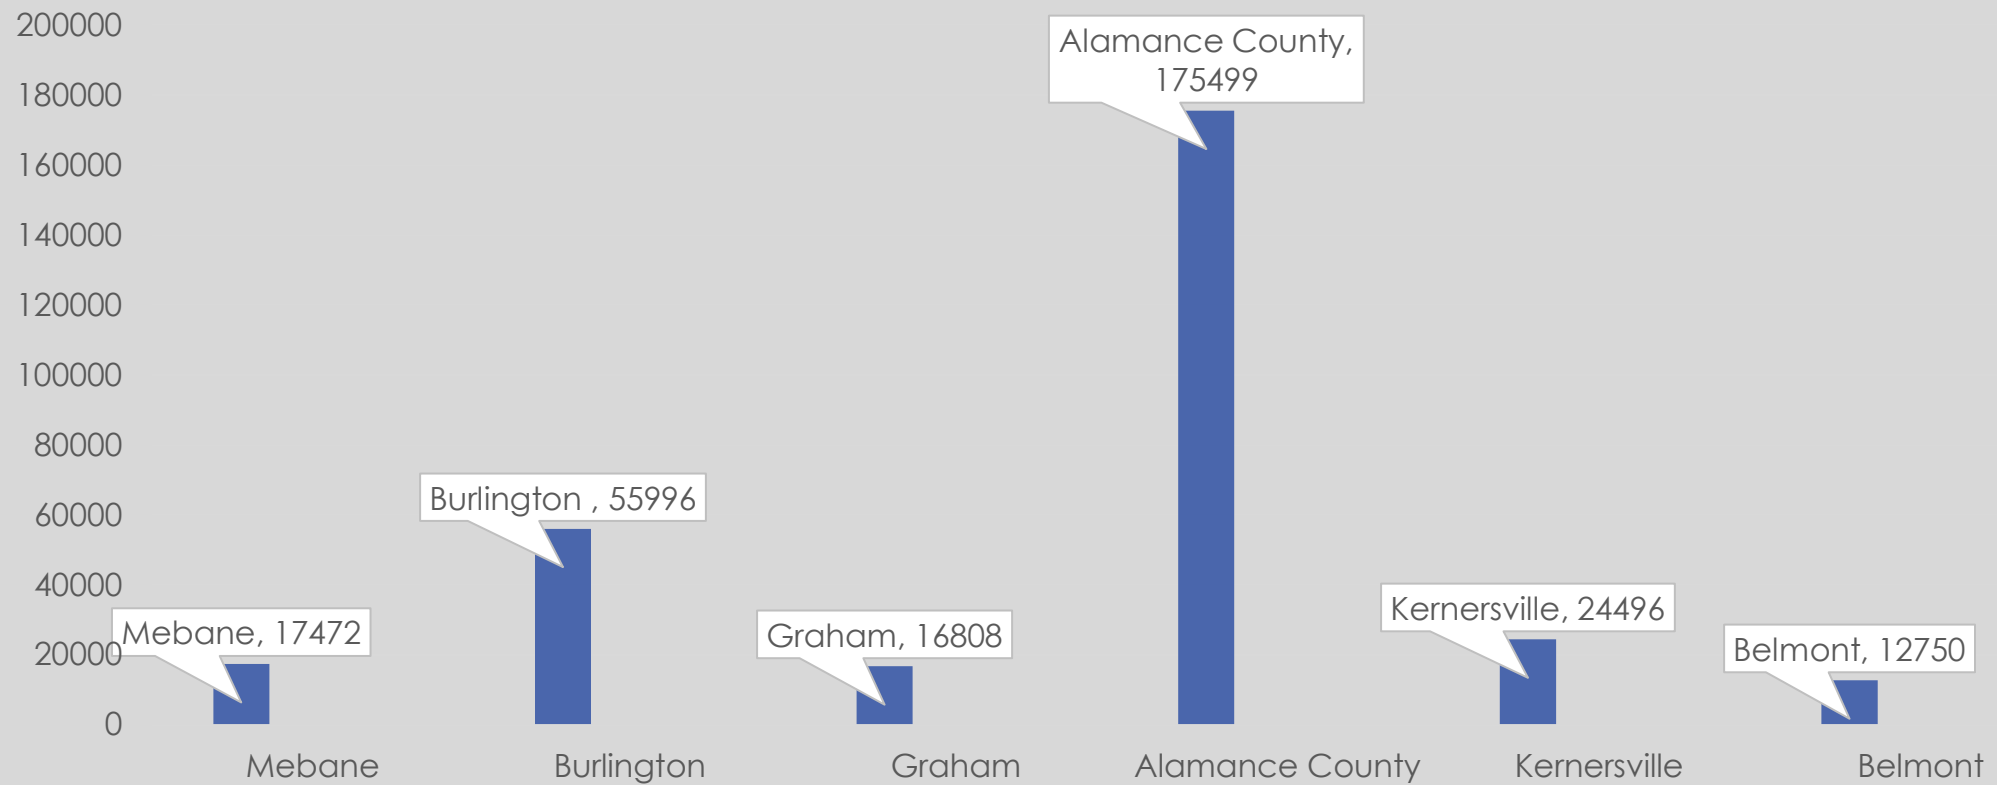 200000
180000
160000
140000
120000
100000
80000
60000
40000
20000
0
Mebane, 17472
Burlington , 55996
Graham, 16808
Alamance County,
175499
Kernersville, 24496
Belmont, 12750
Mebane
Burlington
Graham
Alamance County
Kernersville
Belmont